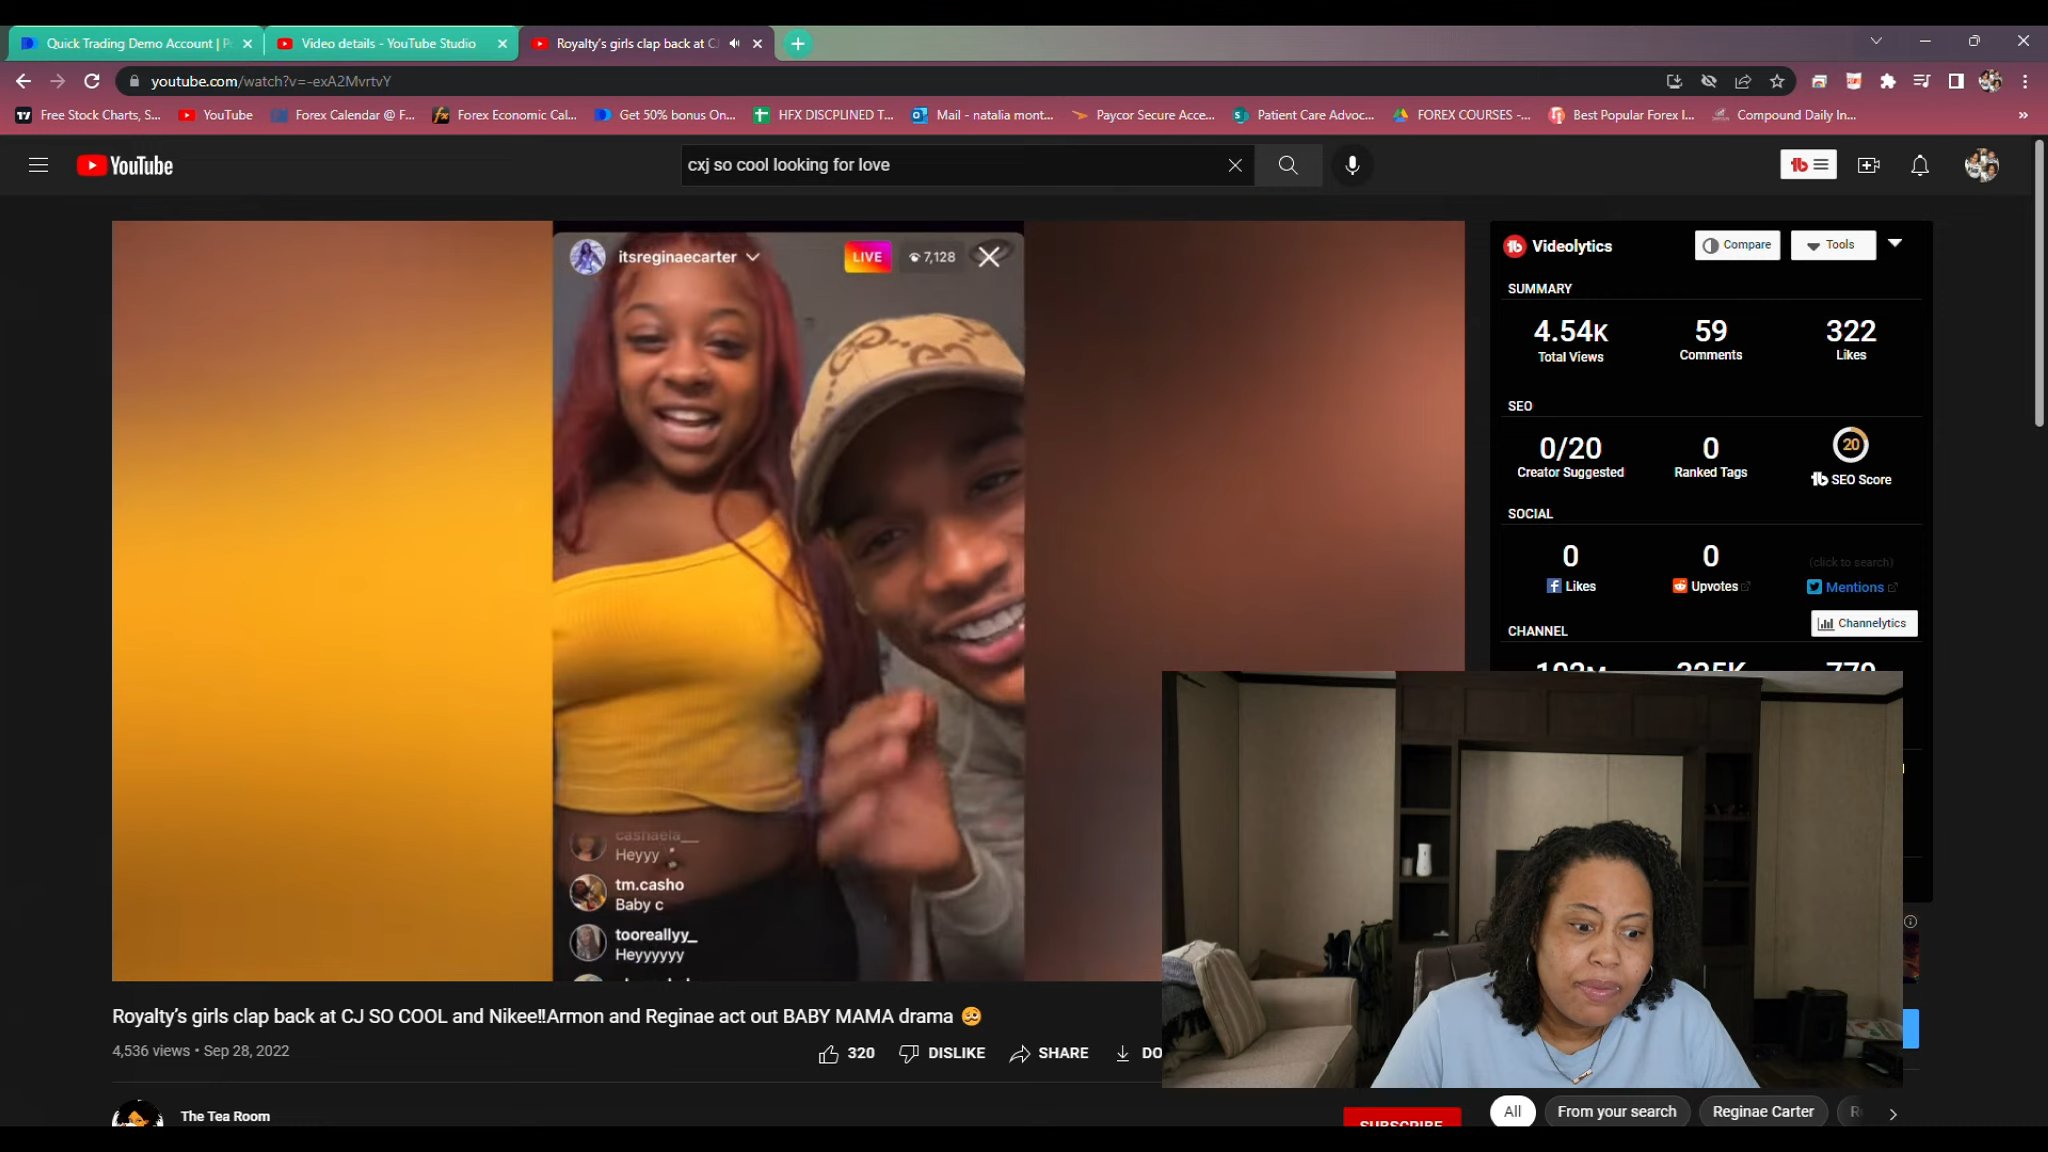 Quick Trading Demo Account | P
Video details - YouTube Studio
Royalty's girls clap back at C
youtube.com/watch?v=-exA2MvrtvY
Free Stock Charts, S...
YouTube
Forex Calendar @ F...
Forex Economic Cal...
Get 50% bonus On...
HFX DISCPLINED T...
Mail - natalia mont...
Paycor Secure Acce...
Patient Care Advoc...
FOREX COURSES -...
Best Popular Forex I...
Compound Daily In...
YouTube
cxj so cool looking for love
itsreginaecarter
LIVE
7,128
cashaela__
Heyyy
tm.casho
Baby c
tooreallyy_
Heyyyyyy
Videolytics
Compare
Tools
SUMMARY
4.54K 59 322
Total Views Comments Likes
SEO
0/20 0 20
Creator Suggested Ranked Tags SEO Score
SOCIAL
0 0 (click to search)
Likes Upvotes Mentions
CHANNEL
Channelytics
Royalty's girls clap back at CJ SO COOL and Nikee‼️Armon and Reginae act out BABY MAMA drama 🥺
4,536 views • Sep 28, 2022
320 DISLIKE SHARE DO
The Tea Room
SUBSCRIBE
All From your search Reginae Carter